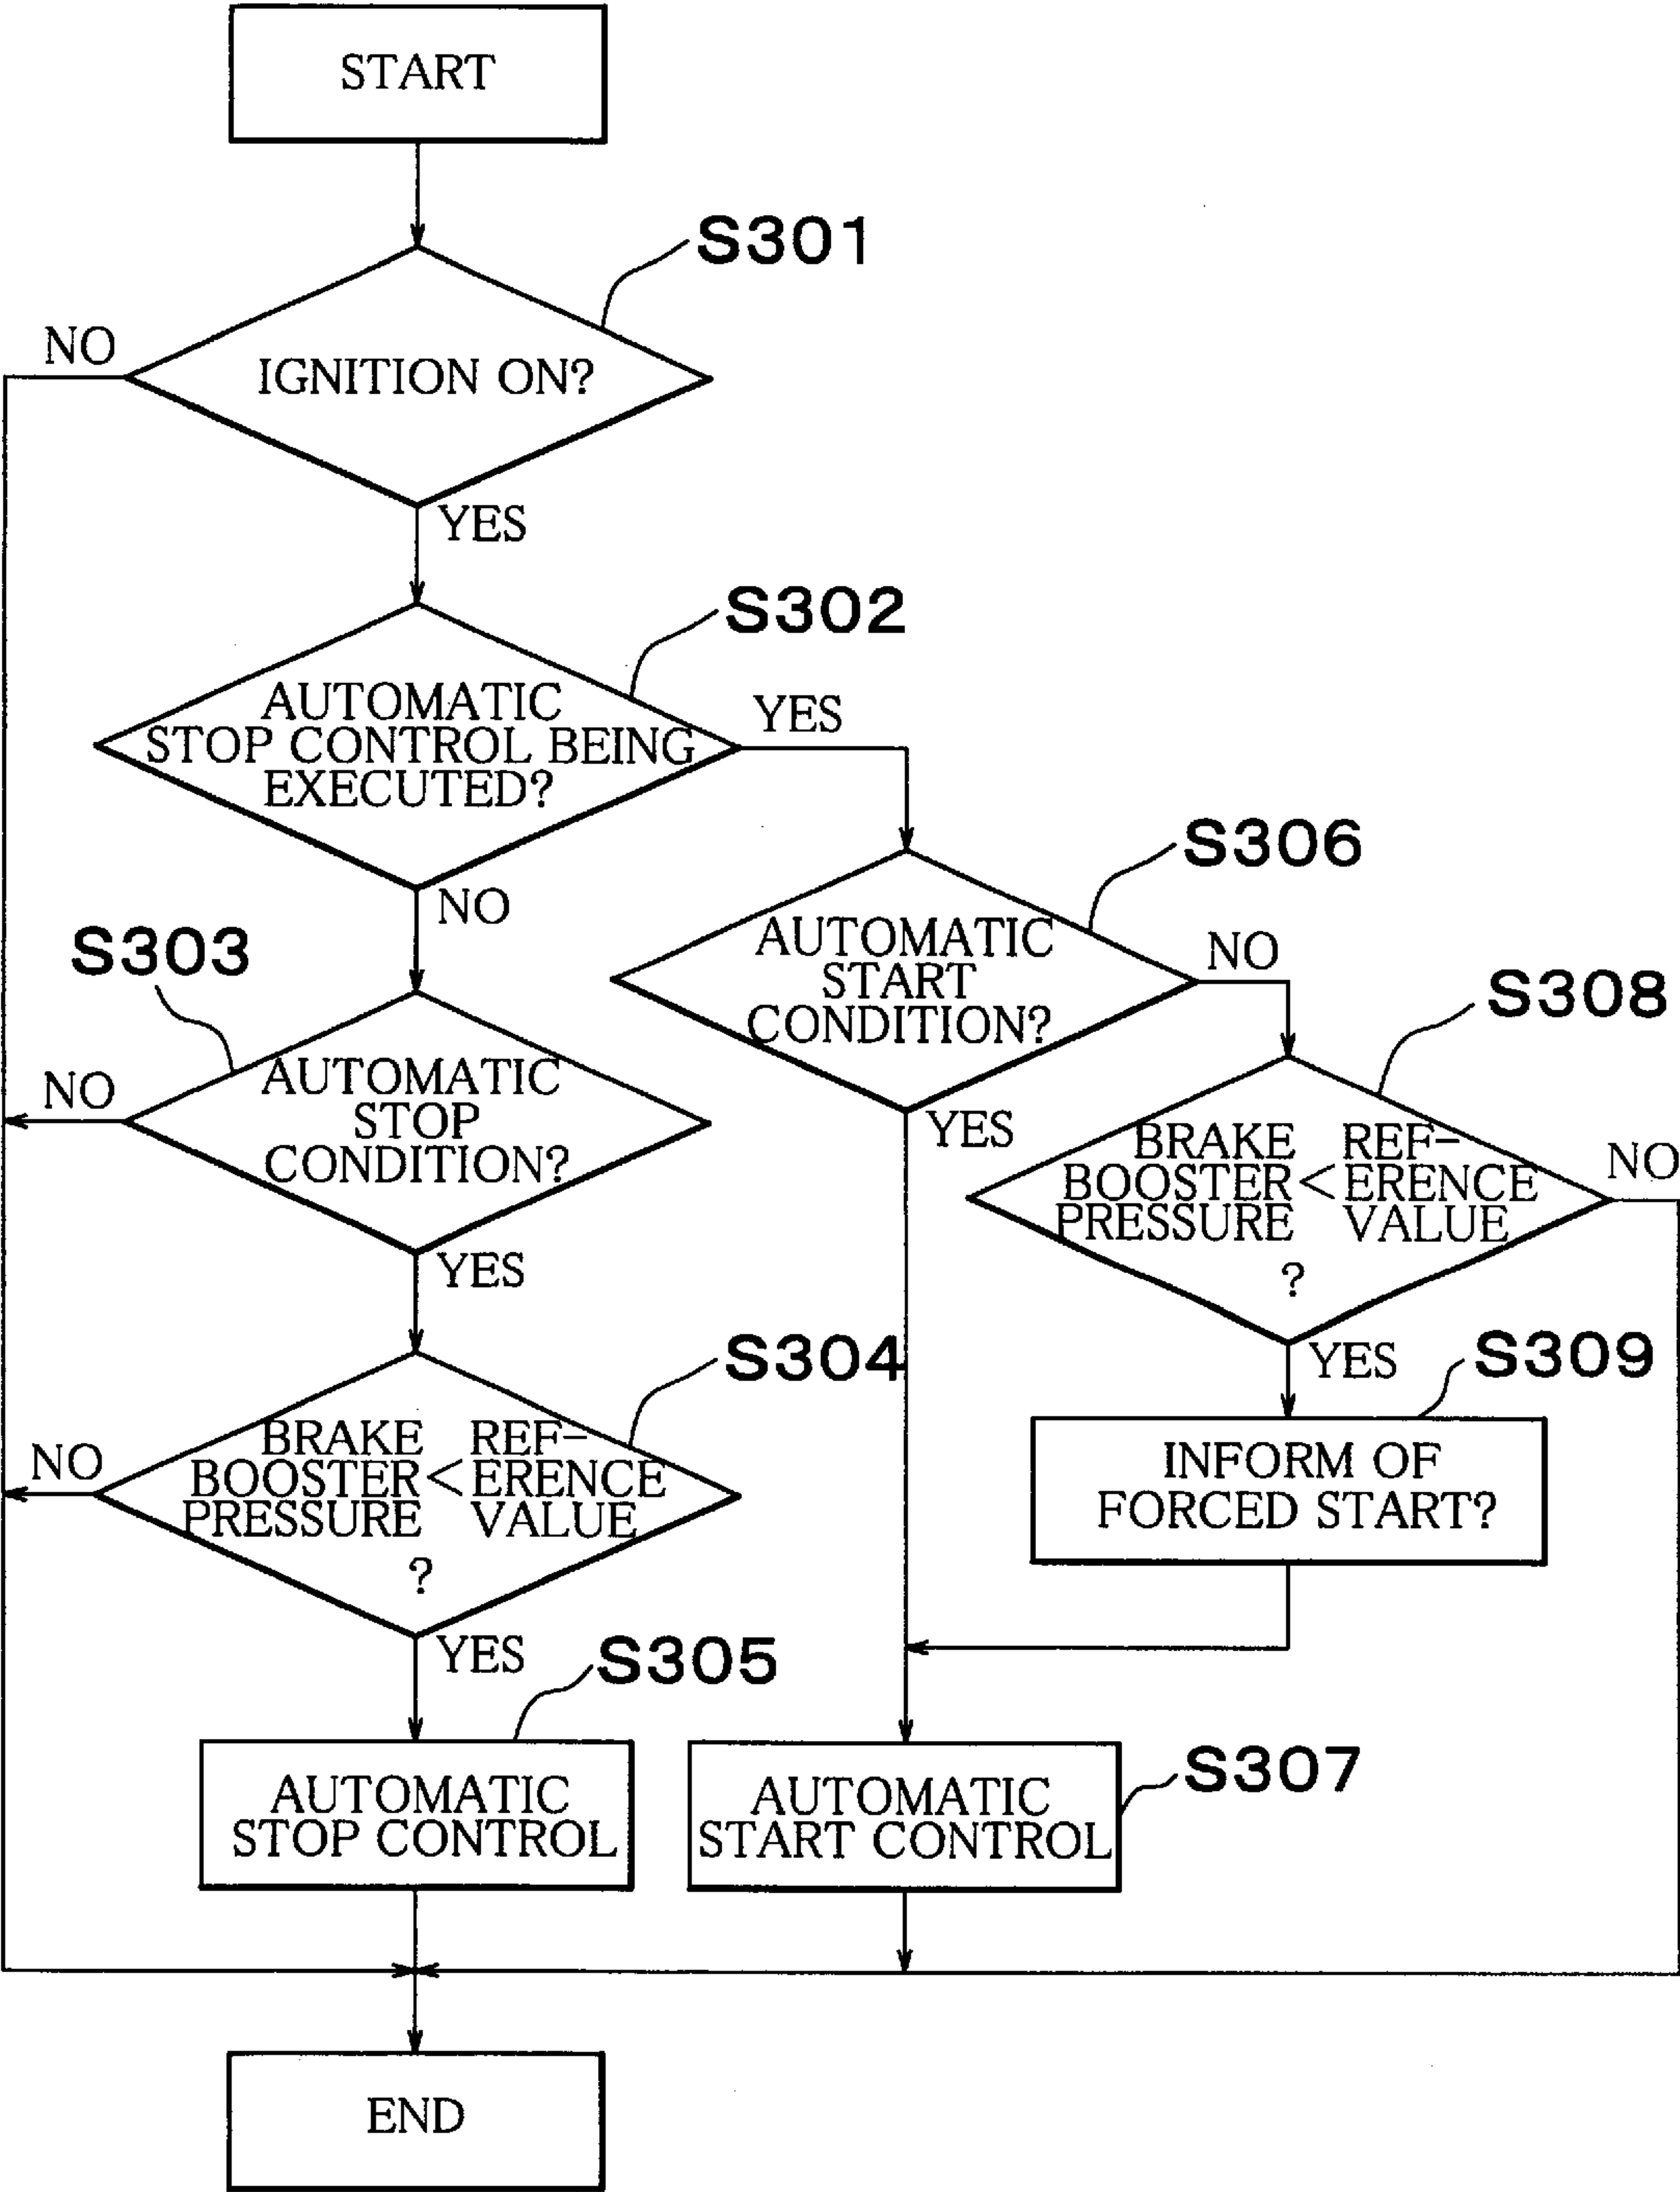 START
S301
NO
IGNITION ON?
YES
S302
AUTOMATIC
STOP CONTROL BEING
EXECUTED?
YES
NO
S306
AUTOMATIC
START
CONDITION?
NO
YES
S303
AUTOMATIC
STOP
CONDITION?
NO
YES
S308
BRAKE REF-
BOOSTER < ERENCE
PRESSURE VALUE
?
NO
YES
S304
BRAKE REF-
BOOSTER < ERENCE
PRESSURE VALUE
?
NO
YES
S309
INFORM OF
FORCED START?
S305
AUTOMATIC
STOP CONTROL
S307
AUTOMATIC
START CONTROL
END